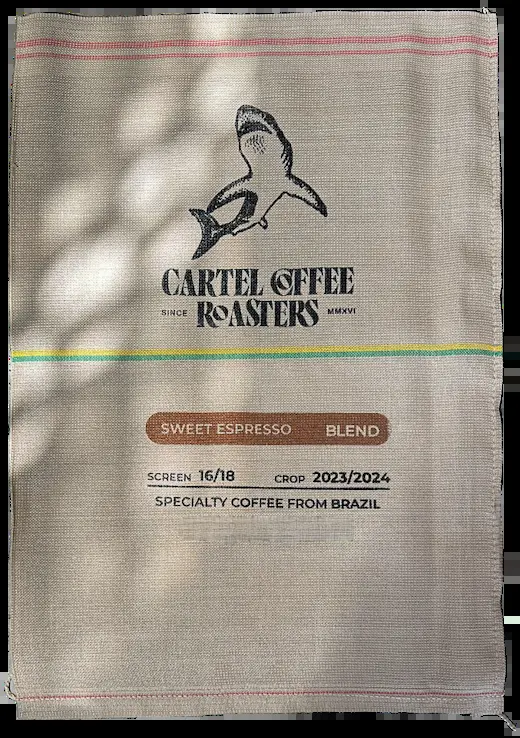 CARTEL COFFEE
SINCE ROASTERS MMXVI
SWEET ESPRESSO BLEND
SCREEN 16/18 CROP 2023/2024
SPECIALTY COFFEE FROM BRAZIL